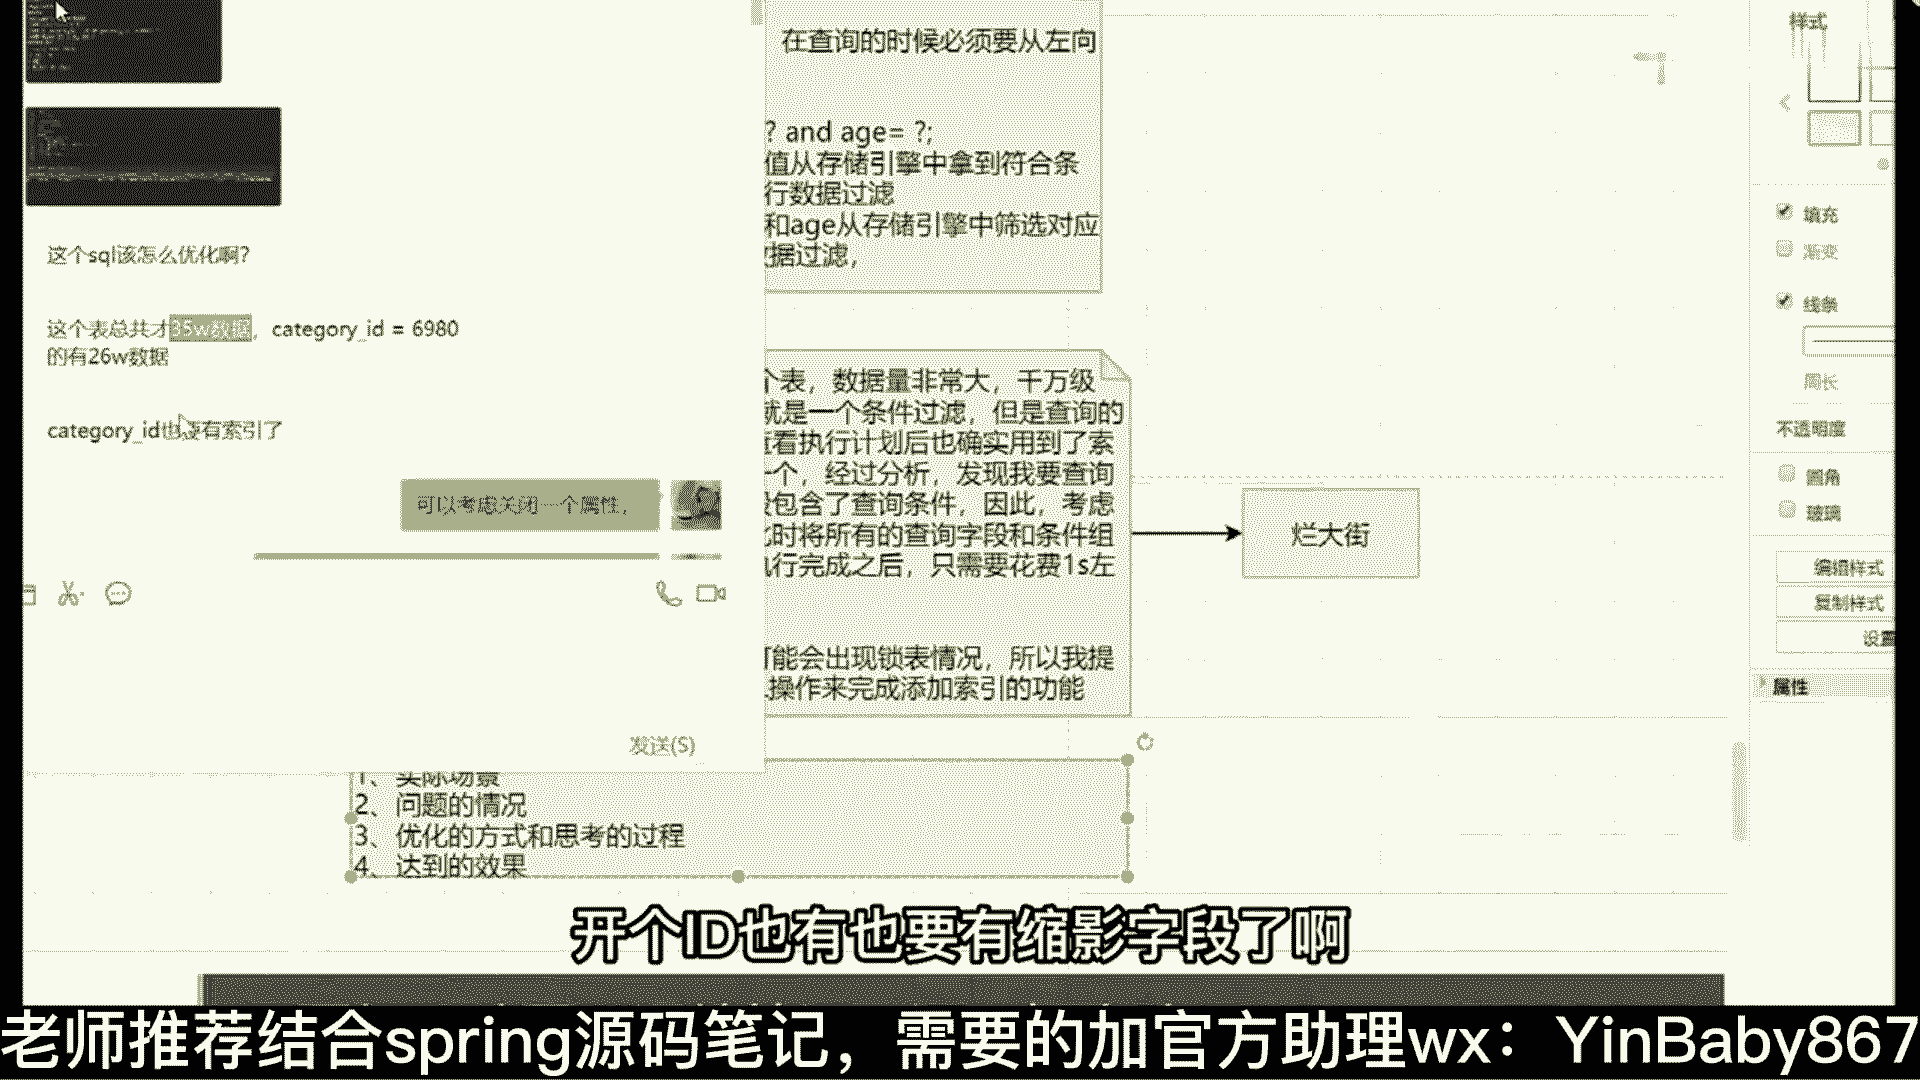 在查询的时候必须要从左向
? and age= ?;
值从存储引擎中拿到符合条
行数据过滤
和age从存储引擎中筛选对应
据过滤,
这个sql该怎么优化啊?
这个表总共才35w数据,category_id = 6980
的有26w数据
category_id也要有索引了
可以考虑关闭一个属性,
发送(S)
个表,数据量非常大,千万级
就是一个条件过滤,但是查询的
查看执行计划后也确实用到了索
一个,经过分析,发现我要查询
包含了查询条件,因此,考虑
时将所有的查询字段和条件组
执行完成之后,只需要花费1s左
可能会出现锁表情况,所以我提
操作来完成添加索引的功能
烂大街
1、实际场景
2、问题的情况
3、优化的方式和思考的过程
4、达到的效果
样式
填充
渐变
线条
周长
不透明度
圆角
玻璃
编辑样式
复制样式
设置
属性
开个ID也有也要有缩影字段了啊
老师推荐结合spring源码笔记,需要的加官方助理wx:YinBaby867